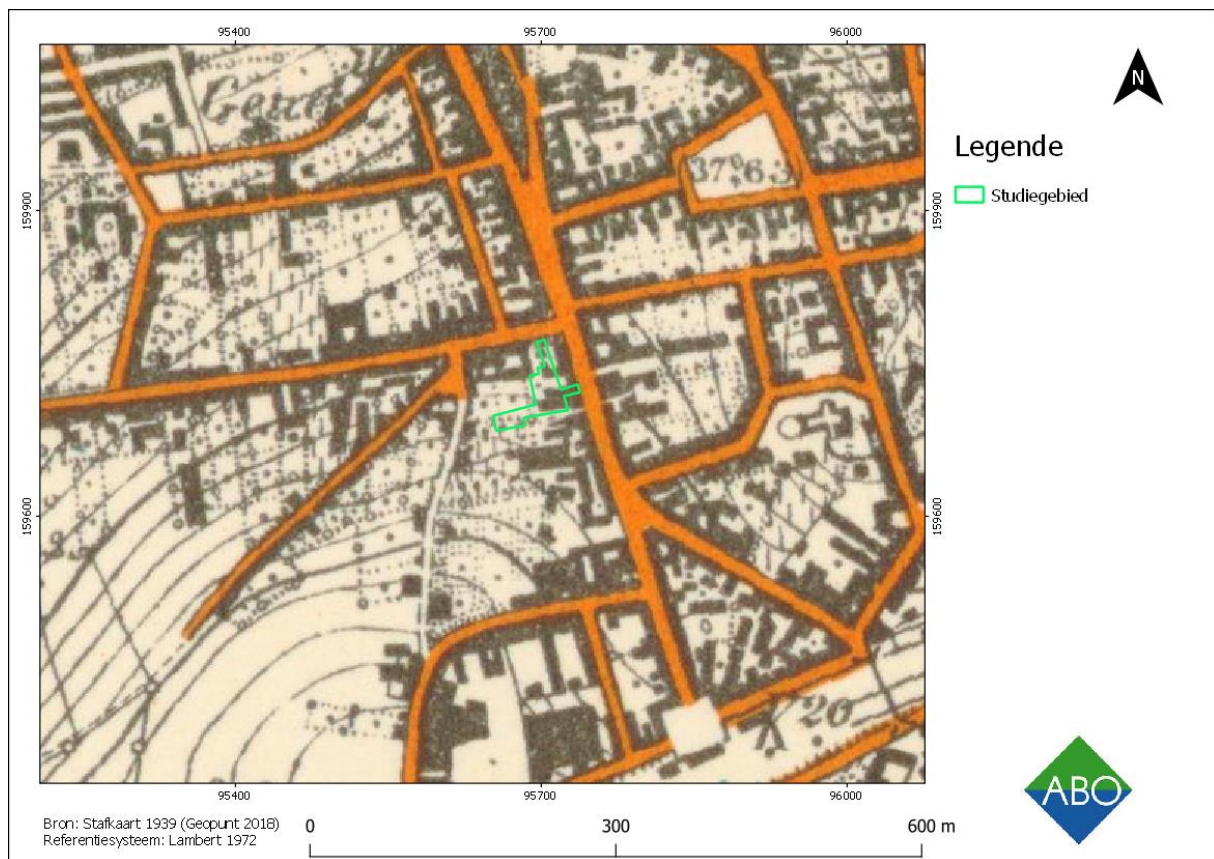 95400 95700 96000
N
Legende
Studiegebied
159900 159900
37 6.3
159600 159600
20
95400 95700 96000
Bron: Stafkaart 1939 (Geopunt 2018)
Referentiesysteem: Lambert 1972
0 300 600 m
ABO